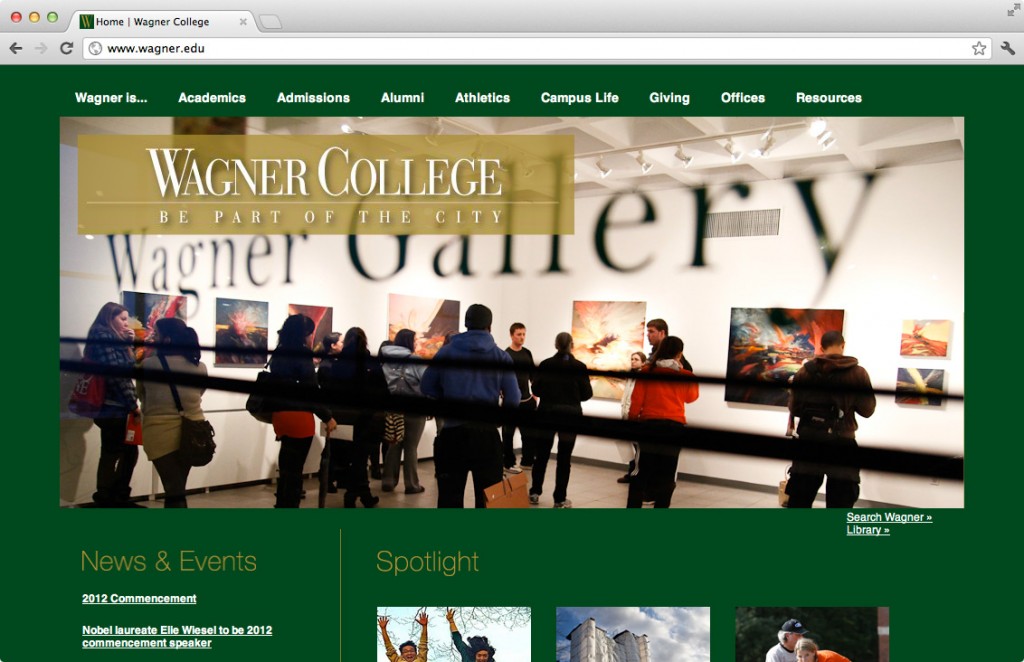 Home | Wagner College
www.wagner.edu
Wagner is... Academics Admissions Alumni Athletics Campus Life Giving Offices Resources
WAGNER COLLEGE
BE PART OF THE CITY
Wagner Gallery
Search Wagner »
Library »
News & Events
Spotlight
2012 Commencement
Nobel laureate Elie Wiesel to be 2012
commencement speaker